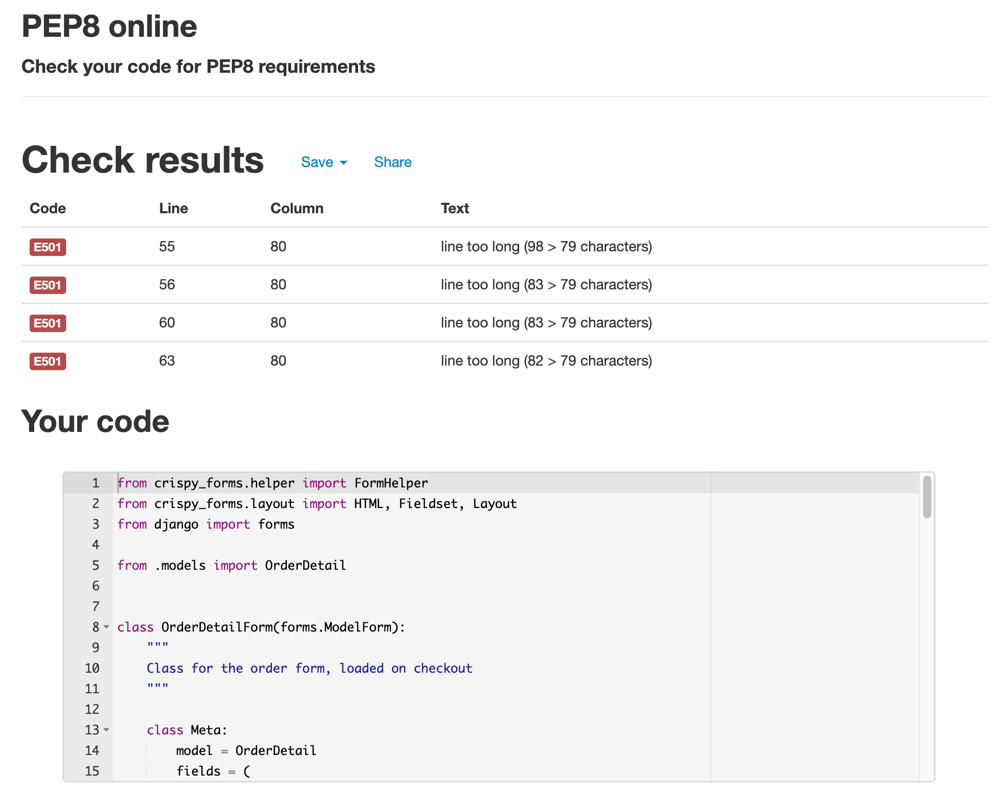 PEP8 online
Check your code for PEP8 requirements
Check results Save Share
Code Line Column Text
E501 55 80 line too long (98 > 79 characters)
E501 56 80 line too long (83 > 79 characters)
E501 60 80 line too long (83 > 79 characters)
E501 63 80 line too long (82 > 79 characters)
Your code
1 from crispy_forms.helper import FormHelper
2 from crispy_forms.layout import HTML, Fieldset, Layout
3 from django import forms
4
5 from .models import OrderDetail
6
7
8 class OrderDetailForm(forms.ModelForm):
9     """
10     Class for the order form, loaded on checkout
11     """
12
13     class Meta:
14         model = OrderDetail
15         fields = (